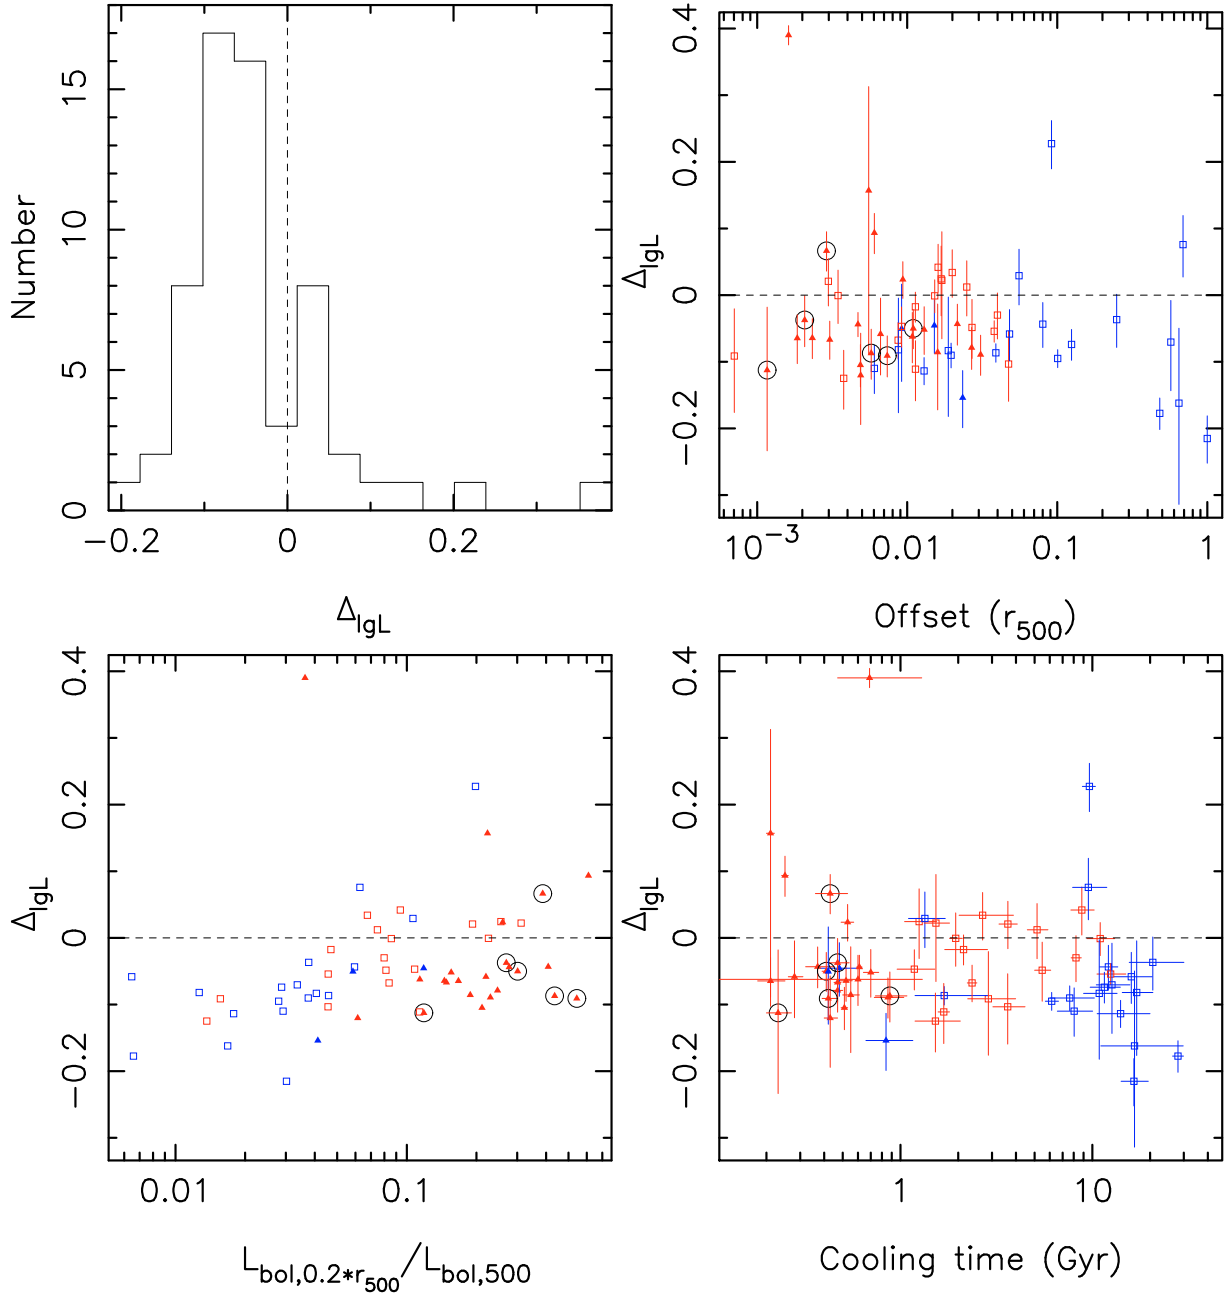 15
10
5
0
Number
−0.2 0 0.2
Δ_lgL
0.4
0.2
0
−0.2
Δ_lgL
10^−3 0.01 0.1 1
Offset (r_500)
0.4
0.2
0
−0.2
Δ_lgL
0.01 0.1
L_bol,0.2*r_500/L_bol,500
0.4
0.2
0
−0.2
Δ_lgL
1 10
Cooling time (Gyr)